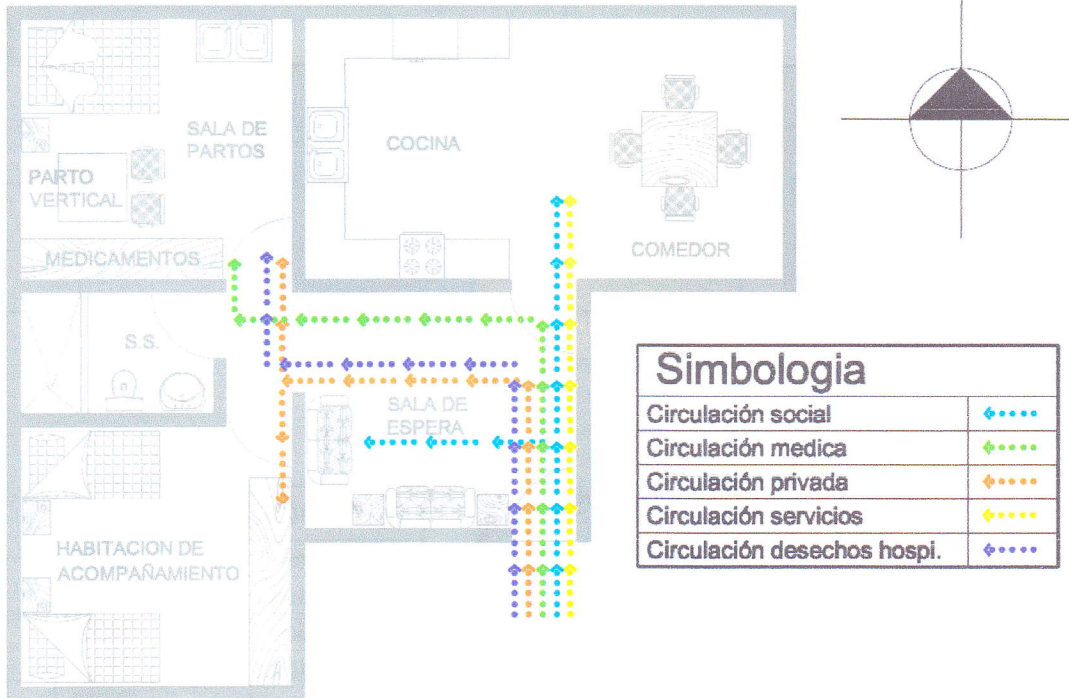 SALA DE
PARTOS
PARTO
VERTICAL
MEDICAMENTOS
COCINA
COMEDOR
S.S.
SALA DE
ESPERA
HABITACION DE
ACOMPAÑAMIENTO
Simbologia
Circulación social
Circulación medica
Circulación privada
Circulación servicios
Circulación desechos hospi.